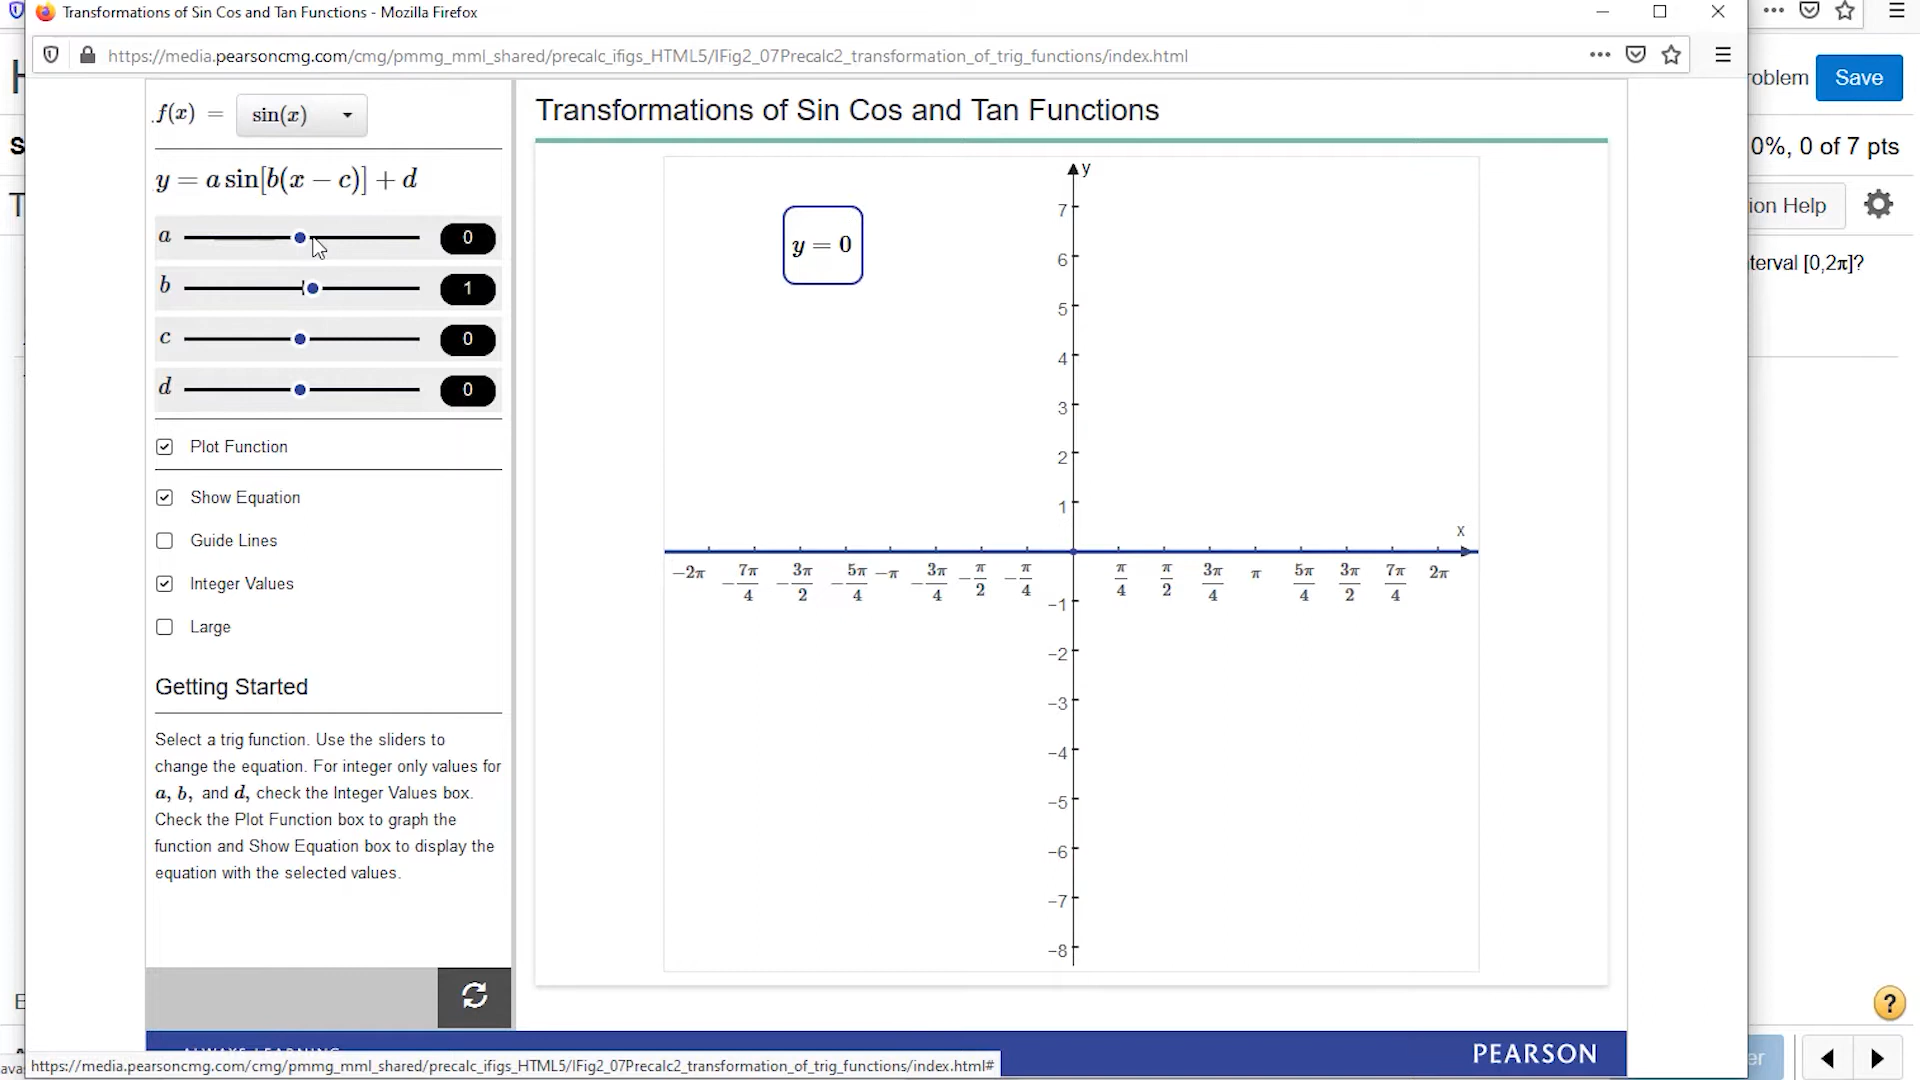 Transformations of Sin Cos and Tan Functions - Mozilla Firefox
https://media.pearsoncmg.com/cmg/pmmg_mml_shared/precalc_ifigs_HTML5/IFig2_07Precalc2_transformation_of_trig_functions/index.html
oblem Save
0%, 0 of 7 pts
ion Help
terval [0,2π]?
f(x) = sin(x)
y = a sin[b(x − c)] + d
a 0
b 1
c 0
d 0
Plot Function
Show Equation
Guide Lines
Integer Values
Large
Getting Started
Select a trig function. Use the sliders to
change the equation. For integer only values for
a, b, and d, check the Integer Values box.
Check the Plot Function box to graph the
function and Show Equation box to display the
equation with the selected values.
Transformations of Sin Cos and Tan Functions
y
y = 0
7
6
5
4
3
2
1
x
−2π −7π/4 −3π/2 −5π/4 −π −3π/4 −π/2 −π/4 π/4 π/2 3π/4 π 5π/4 3π/2 7π/4 2π
−1
−2
−3
−4
−5
−6
−7
−8
?
PEARSON
https://media.pearsoncmg.com/cmg/pmmg_mml_shared/precalc_ifigs_HTML5/IFig2_07Precalc2_transformation_of_trig_functions/index.html#
er